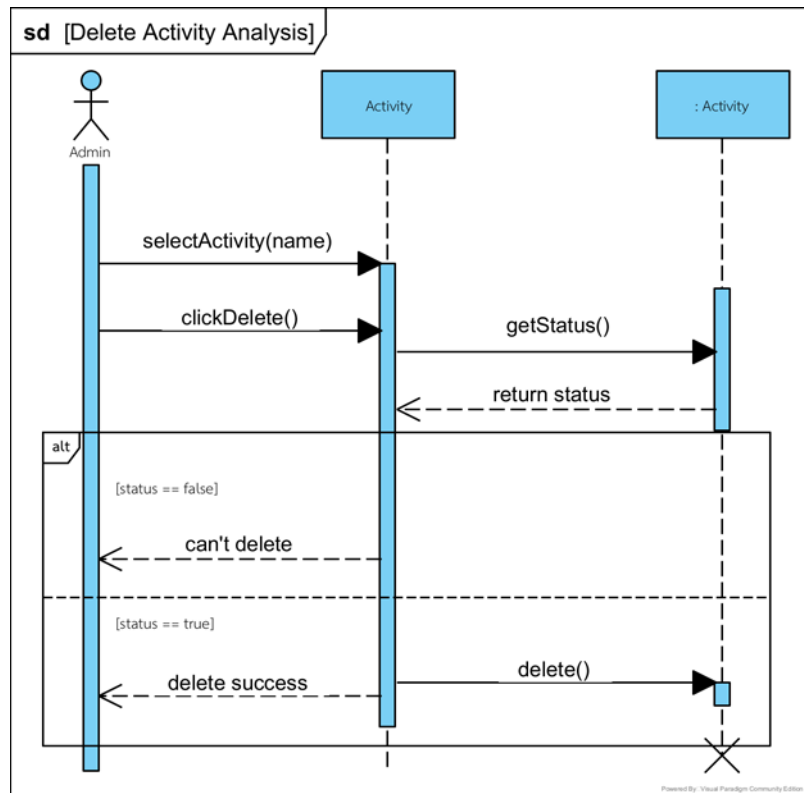 sd [Delete Activity Analysis]
Activity
: Activity
Admin
selectActivity(name)
clickDelete()
getStatus()
return status
alt
[status == false]
can't delete
[status == true]
delete()
delete success
Powered By: Visual Paradigm Community Edition